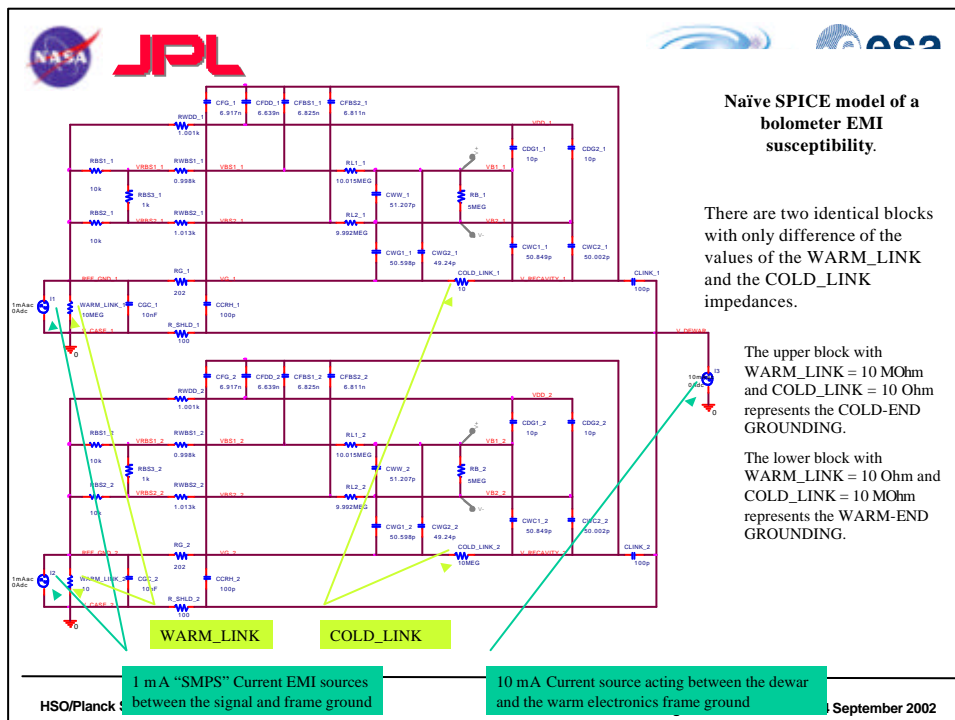 NASA
JPL
esa
Naïve SPICE model of a
bolometer EMI
susceptibility.
There are two identical blocks
with only difference of the
values of the WARM_LINK
and the COLD_LINK
impedances.
The upper block with
WARM_LINK = 10 MOhm
and COLD_LINK = 10 Ohm
represents the COLD-END
GROUNDING.
The lower block with
WARM_LINK = 10 Ohm and
COLD_LINK = 10 MOhm
represents the WARM-END
GROUNDING.
CFG_1 CFDD_1 CFBS1_1 CFBS2_1
6.917n 6.639n 6.825n 6.811n
RWDD_1
1.001k
VDD_1
CDG1_1 CDG2_1
10p 10p
RBS1_1 VRBS1_1 RWBS1_1 VBS1_1 RL1_1 VB1_1
10k 0.998k 10.015MEG
RBS3_1
1k
CWW_1
51.207p
RB_1
5MEG
V-
RBS2_1 VRBS2_1 RWBS2_1 VBS2_1 RL2_1 VB2_1
10k 1.013k 9.992MEG
CWG1_1 CWG2_1
50.598p 49.24p
CWC1_1 CWC2_1
50.849p 50.002p
REF_GND_1 RG_1 VG_1 COLD_LINK_1 V_RECAVITY_1 CLINK_1
202 10 100p
1mAac
0Adc
I1
WARM_LINK_1
10MEG
CGC_1
10nF
CCRH_1
100p
V_CASE_1 R_SHLD_1 V_DEWAR
100
0
I3
0Adc
0
CFG_2 CFDD_2 CFBS1_2 CFBS2_2
6.917n 6.639n 6.825n 6.811n
RWDD_2
1.001k
VDD_2
CDG1_2 CDG2_2
10p 10p
RBS1_2 VRBS1_2 RWBS1_2 VBS1_2 RL1_2 VB1_2
10k 0.998k 10.015MEG
RBS3_2
1k
CWW_2
51.207p
RB_2
5MEG
V-
RBS2_2 VRBS2_2 RWBS2_2 VBS2_2 RL2_2 VB2_2
10k 1.013k 9.992MEG
CWG1_2 CWG2_2
50.598p 49.24p
CWC1_2 CWC2_2
50.849p 50.002p
REF_GND_2 RG_2 VG_2 COLD_LINK_2 V_RECAVITY_2 CLINK_2
202 10MEG 100p
1mAac
0Adc
I2
WARM_LINK_2
10
CGC_2
10nF
CCRH_2
100p
V_CASE_2 R_SHLD_2
100
0
WARM_LINK
COLD_LINK
1 mA “SMPS” Current EMI sources
between the signal and frame ground
10 mA Current source acting between the dewar
and the warm electronics frame ground
HSO/Planck
September 2002